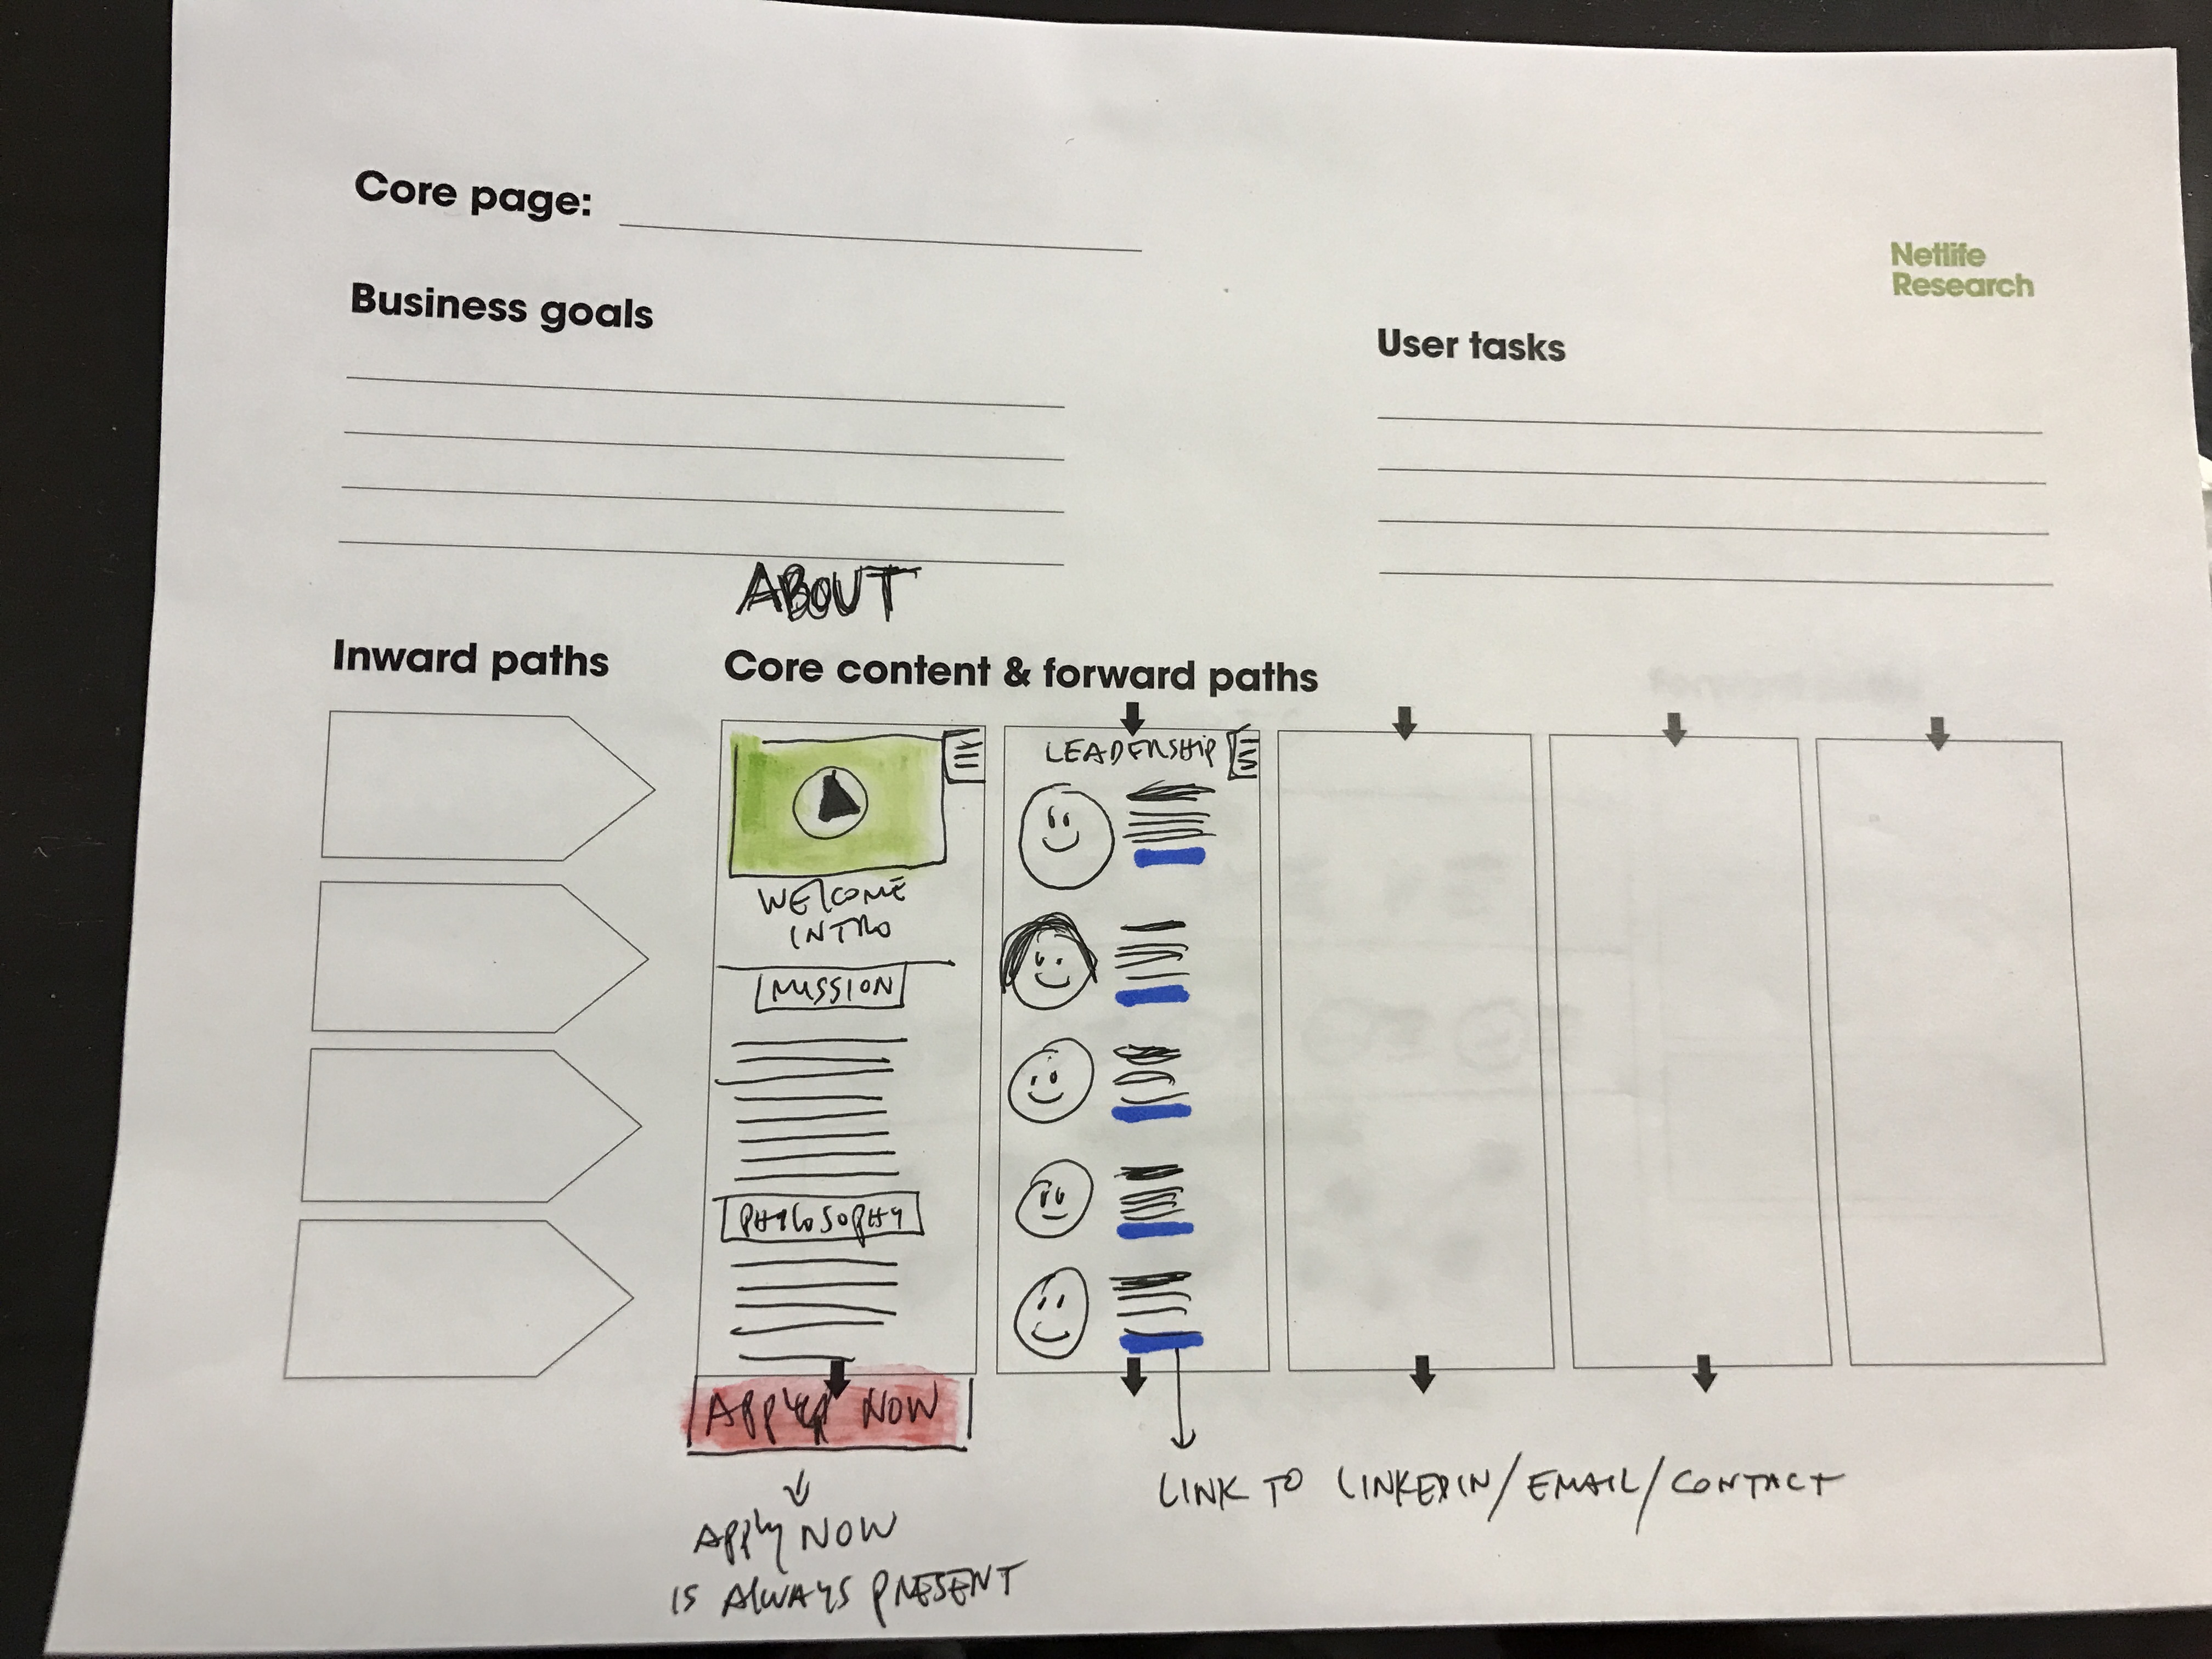 Core page:
Netlife
Research
Business goals
User tasks
ABOUT
Inward paths
Core content & forward paths
LEADERSHIP
WELCOME
INTRO
MISSION
PHILOSOPHY
APPLY NOW
LINK TO LINKEDIN/EMAIL/CONTACT
APPLY NOW
IS ALWAYS PRESENT